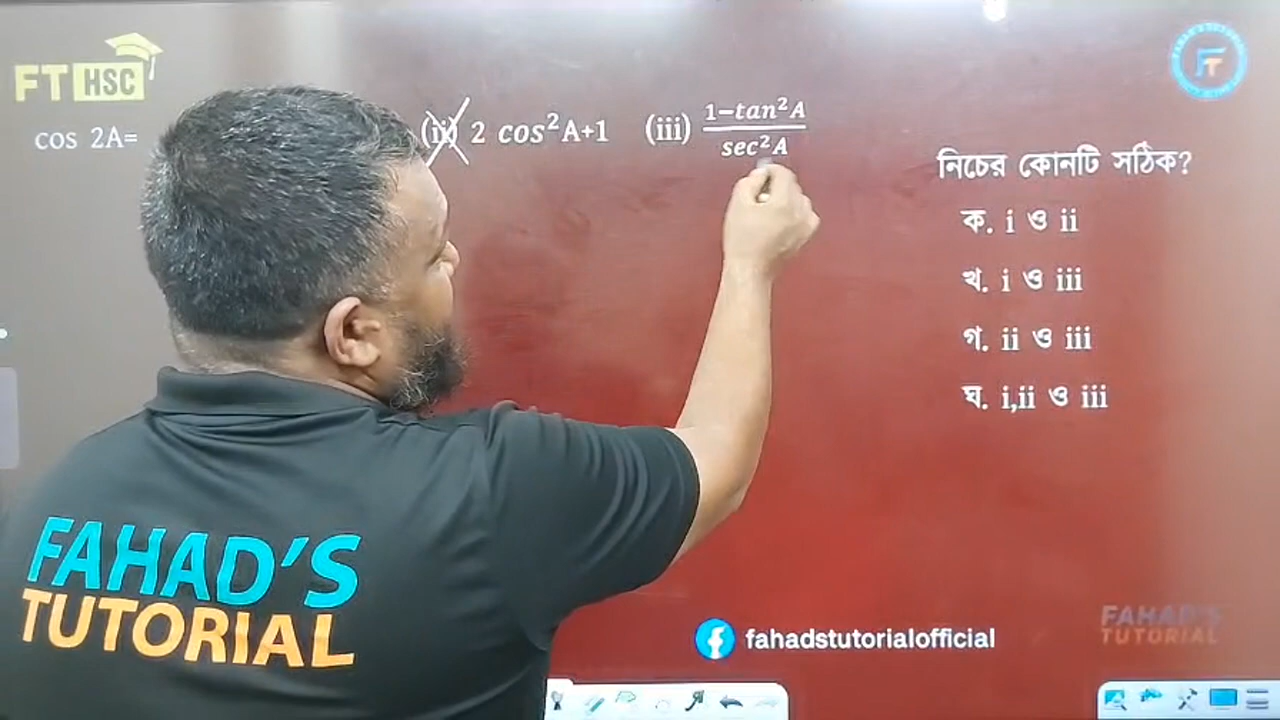 FT HSC
cos 2A= (ii) 2 cos²A+1 (iii) \frac{1-tan²A}{sec²A}
নিচের কোনটি সঠিক?
ক. i ও ii
খ. i ও iii
গ. ii ও iii
ঘ. i,ii ও iii
FAHAD'S
TUTORIAL
fahadstutorialofficial
FAHAD'S
TUTORIAL